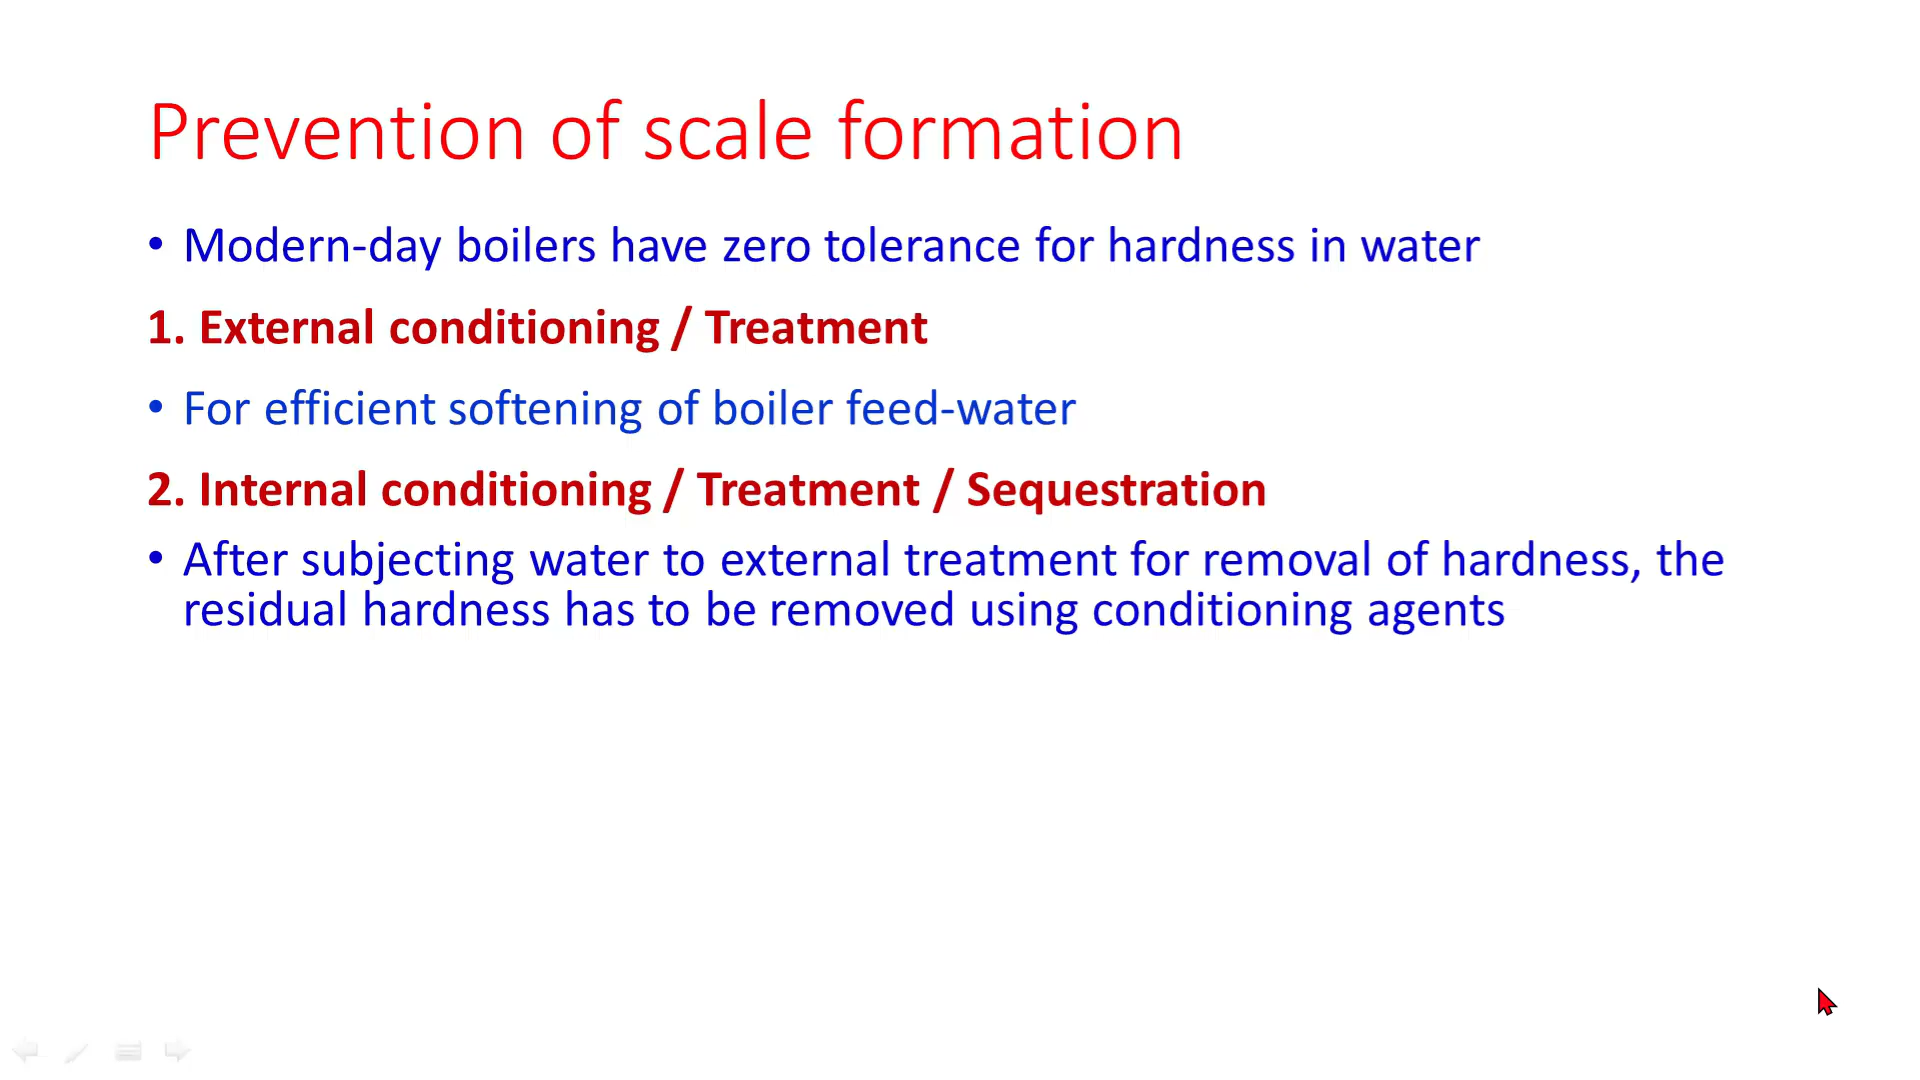 Prevention of scale formation
• Modern-day boilers have zero tolerance for hardness in water
1. External conditioning / Treatment
• For efficient softening of boiler feed-water
2. Internal conditioning / Treatment / Sequestration
• After subjecting water to external treatment for removal of hardness, the
residual hardness has to be removed using conditioning agents